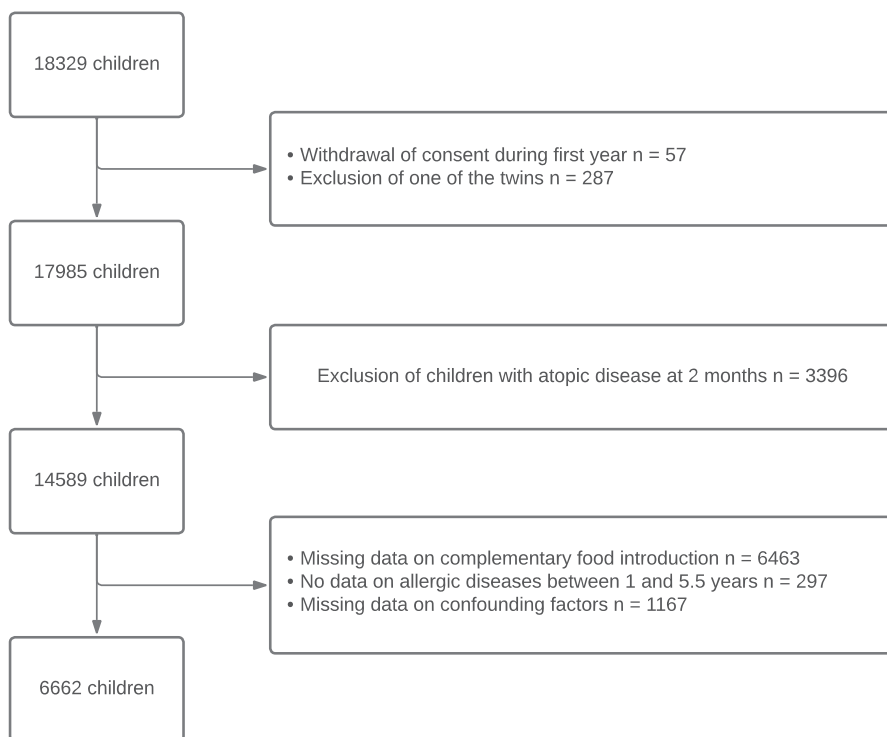 18329 children
• Withdrawal of consent during first year n = 57
• Exclusion of one of the twins n = 287
17985 children
Exclusion of children with atopic disease at 2 months n = 3396
14589 children
• Missing data on complementary food introduction n = 6463
• No data on allergic diseases between 1 and 5.5 years n = 297
• Missing data on confounding factors n = 1167
6662 children